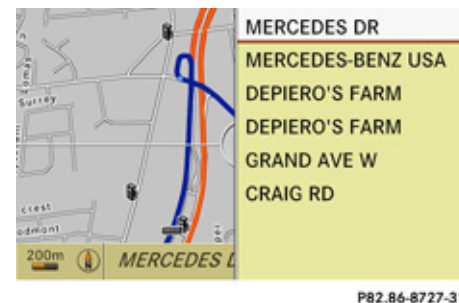 MERCEDES DR
MERCEDES-BENZ USA
DEPIERO'S FARM
DEPIERO'S FARM
GRAND AVE W
CRAIG RD
Surrey
crest
200m N MERCEDES
P82.86-8727-31